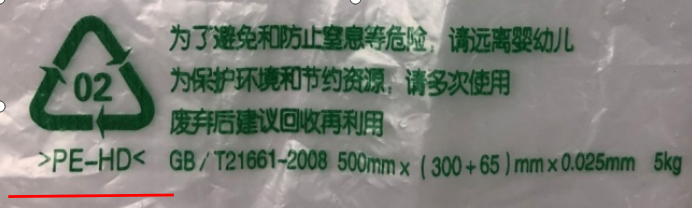 为了避免和防止窒息等危险，请远离婴幼儿
02
为保护环境和节约资源，请多次使用
废弃后建议回收再利用
>PE-HD< GB/T21661-2008 500mm×(300+65)mm×0.025mm 5kg